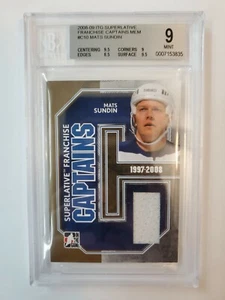 2008-09 ITG SUPERLATIVE
FRANCHISE CAPTAINS MEM
#C10 MATS SUNDIN
CENTERING 9.5 CORNERS 9
EDGES 9.5 SURFACE 9.5
9
MINT
0007153835
MATS
SUNDIN
SUPERLATIVE FRANCHISE
CAPTAINS
1997-2008